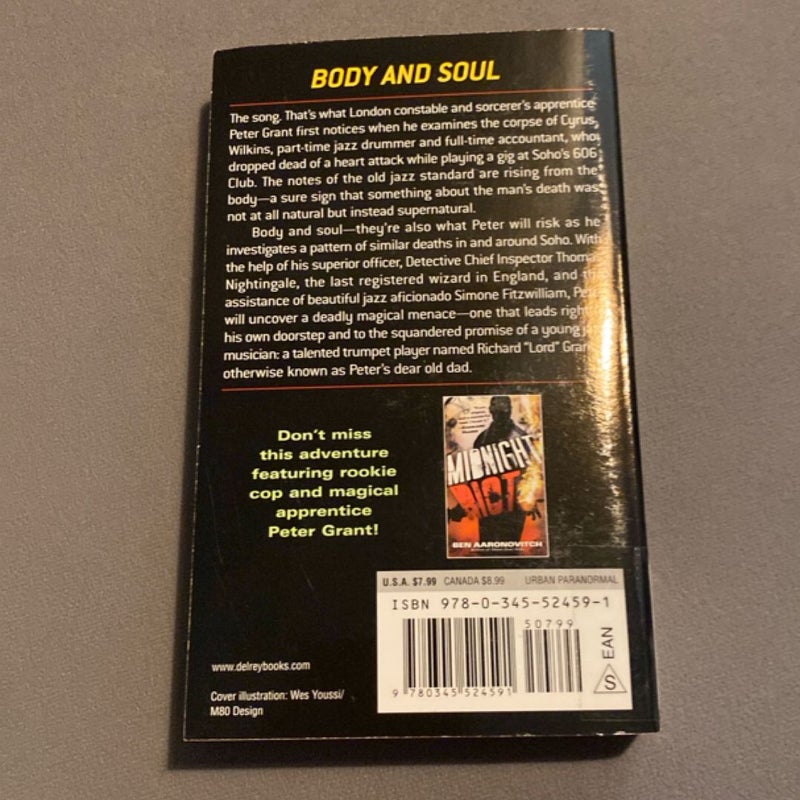 BODY AND SOUL
The song. That's what London constable and sorcerer's apprentice
Peter Grant first notices when he examines the corpse of Cyrus
Wilkins, part-time jazz drummer and full-time accountant, who
dropped dead of a heart attack while playing a gig at Soho's 606
Club. The notes of the old jazz standard are rising from the
body—a sure sign that something about the man's death was
not at all natural but instead supernatural.
Body and soul—they're also what Peter will risk as he
investigates a pattern of similar deaths in and around Soho. With
the help of his superior officer, Detective Chief Inspector Thomas
Nightingale, the last registered wizard in England, and the
assistance of beautiful jazz aficionado Simone Fitzwilliam, Peter
will uncover a deadly magical menace—one that leads right
his own doorstep and to the squandered promise of a young jazz
musician: a talented trumpet player named Richard "Lord" Grant
otherwise known as Peter's dear old dad.
Don't miss
this adventure
featuring rookie
cop and magical
apprentice
Peter Grant!
MIDNIGHT
RIOT
BEN AARONOVITCH
U.S.A. $7.99 CANADA $8.99 URBAN PARANORMAL
ISBN 978-0-345-52459-1
50799
9 780345 524591
EAN
S
www.delreybooks.com
Cover illustration: Wes Youssi/
M80 Design